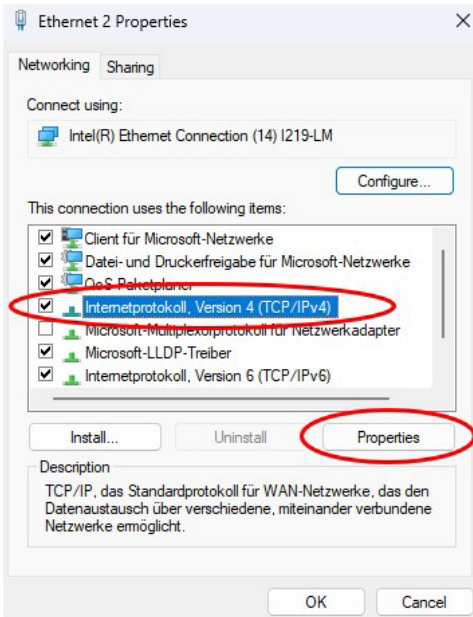 Ethernet 2 Properties
Networking Sharing
Connect using:
Intel(R) Ethernet Connection (14) I219-LM
Configure...
This connection uses the following items:
Client für Microsoft-Netzwerke
Datei- und Druckerfreigabe für Microsoft-Netzwerke
QoS-Paketplaner
Internetprotokoll, Version 4 (TCP/IPv4)
Microsoft-Multiplexorprotokoll für Netzwerkadapter
Microsoft-LLDP-Treiber
Internetprotokoll, Version 6 (TCP/IPv6)
Install... Uninstall Properties
Description
TCP/IP, das Standardprotokoll für WAN-Netzwerke, das den
Datenaustausch über verschiedene, miteinander verbundene
Netzwerke ermöglicht.
OK Cancel